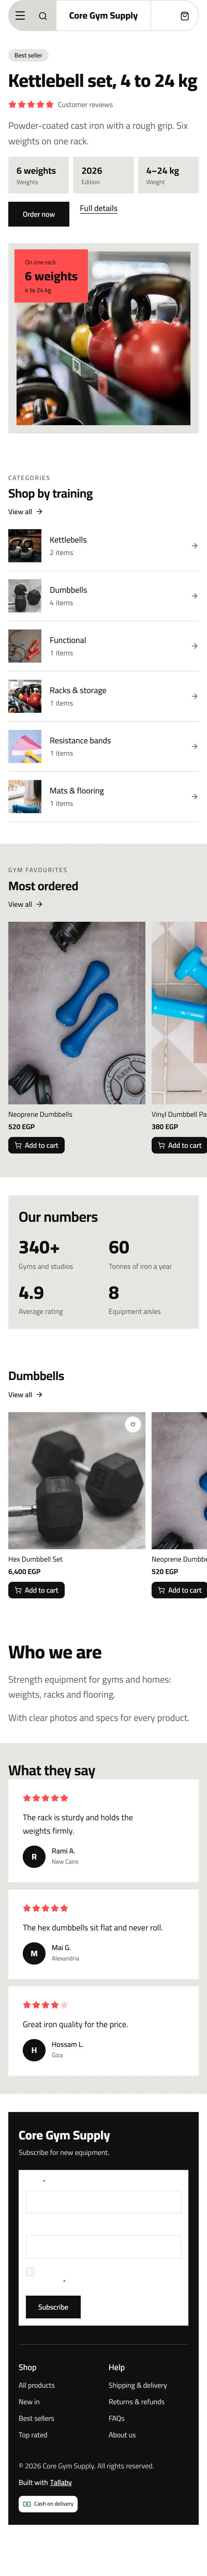 Core Gym Supply
Best seller
Kettlebell set, 4 to 24 kg
Customer reviews
Powder-coated cast iron with a rough grip. Six
weights on one rack.
6 weights
Weights
2026
Edition
4–24 kg
Weight
Order now
Full details
On one rack
6 weights
4 to 24 kg
CATEGORIES
Shop by training
View all
Kettlebells
2 items
Dumbbells
4 items
Functional
1 items
Racks & storage
1 items
Resistance bands
1 items
Mats & flooring
1 items
GYM FAVOURITES
Most ordered
View all
Neoprene Dumbbells
520 EGP
Add to cart
Vinyl Dumbbell Pa
380 EGP
Add to cart
Our numbers
340+
Gyms and studios
60
Tonnes of iron a year
4.9
Average rating
8
Equipment aisles
Dumbbells
View all
Hex Dumbbell Set
6,400 EGP
Add to cart
Neoprene Dumbbe
520 EGP
Add to cart
Who we are
Strength equipment for gyms and homes:
weights, racks and flooring.
With clear photos and specs for every product.
What they say
The rack is sturdy and holds the
weights firmly.
R
Rami A.
New Cairo
The hex dumbbells sit flat and never roll.
M
Mai G.
Alexandria
Great iron quality for the price.
H
Hossam L.
Giza
Core Gym Supply
Subscribe for new equipment.
*
*
Subscribe
Shop
All products
New in
Best sellers
Top rated
Help
Shipping & delivery
Returns & refunds
FAQs
About us
© 2026 Core Gym Supply. All rights reserved.
Built with Tallaby
Cash on delivery